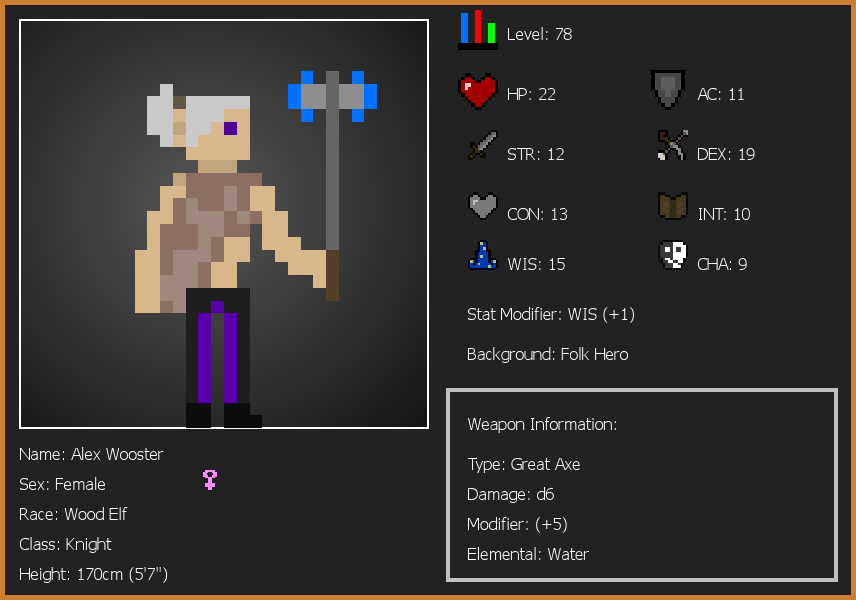 Level: 78
HP: 22
AC: 11
STR: 12
DEX: 19
CON: 13
INT: 10
WIS: 15
CHA: 9
Stat Modifier: WIS (+1)
Background: Folk Hero
Weapon Information:
Type: Great Axe
Damage: d6
Modifier: (+5)
Elemental: Water
Name: Alex Wooster
Sex: Female
Race: Wood Elf
Class: Knight
Height: 170cm (5'7")